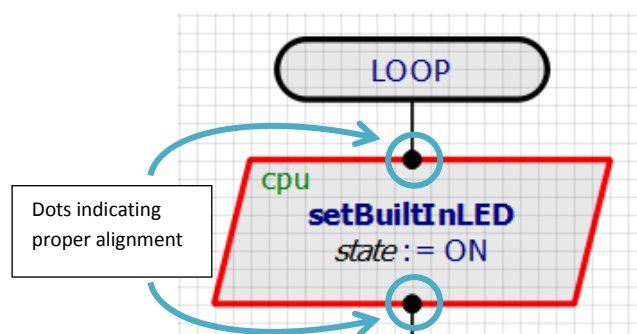 LOOP
cpu
setBuiltInLED
state := ON
Dots indicating
proper alignment